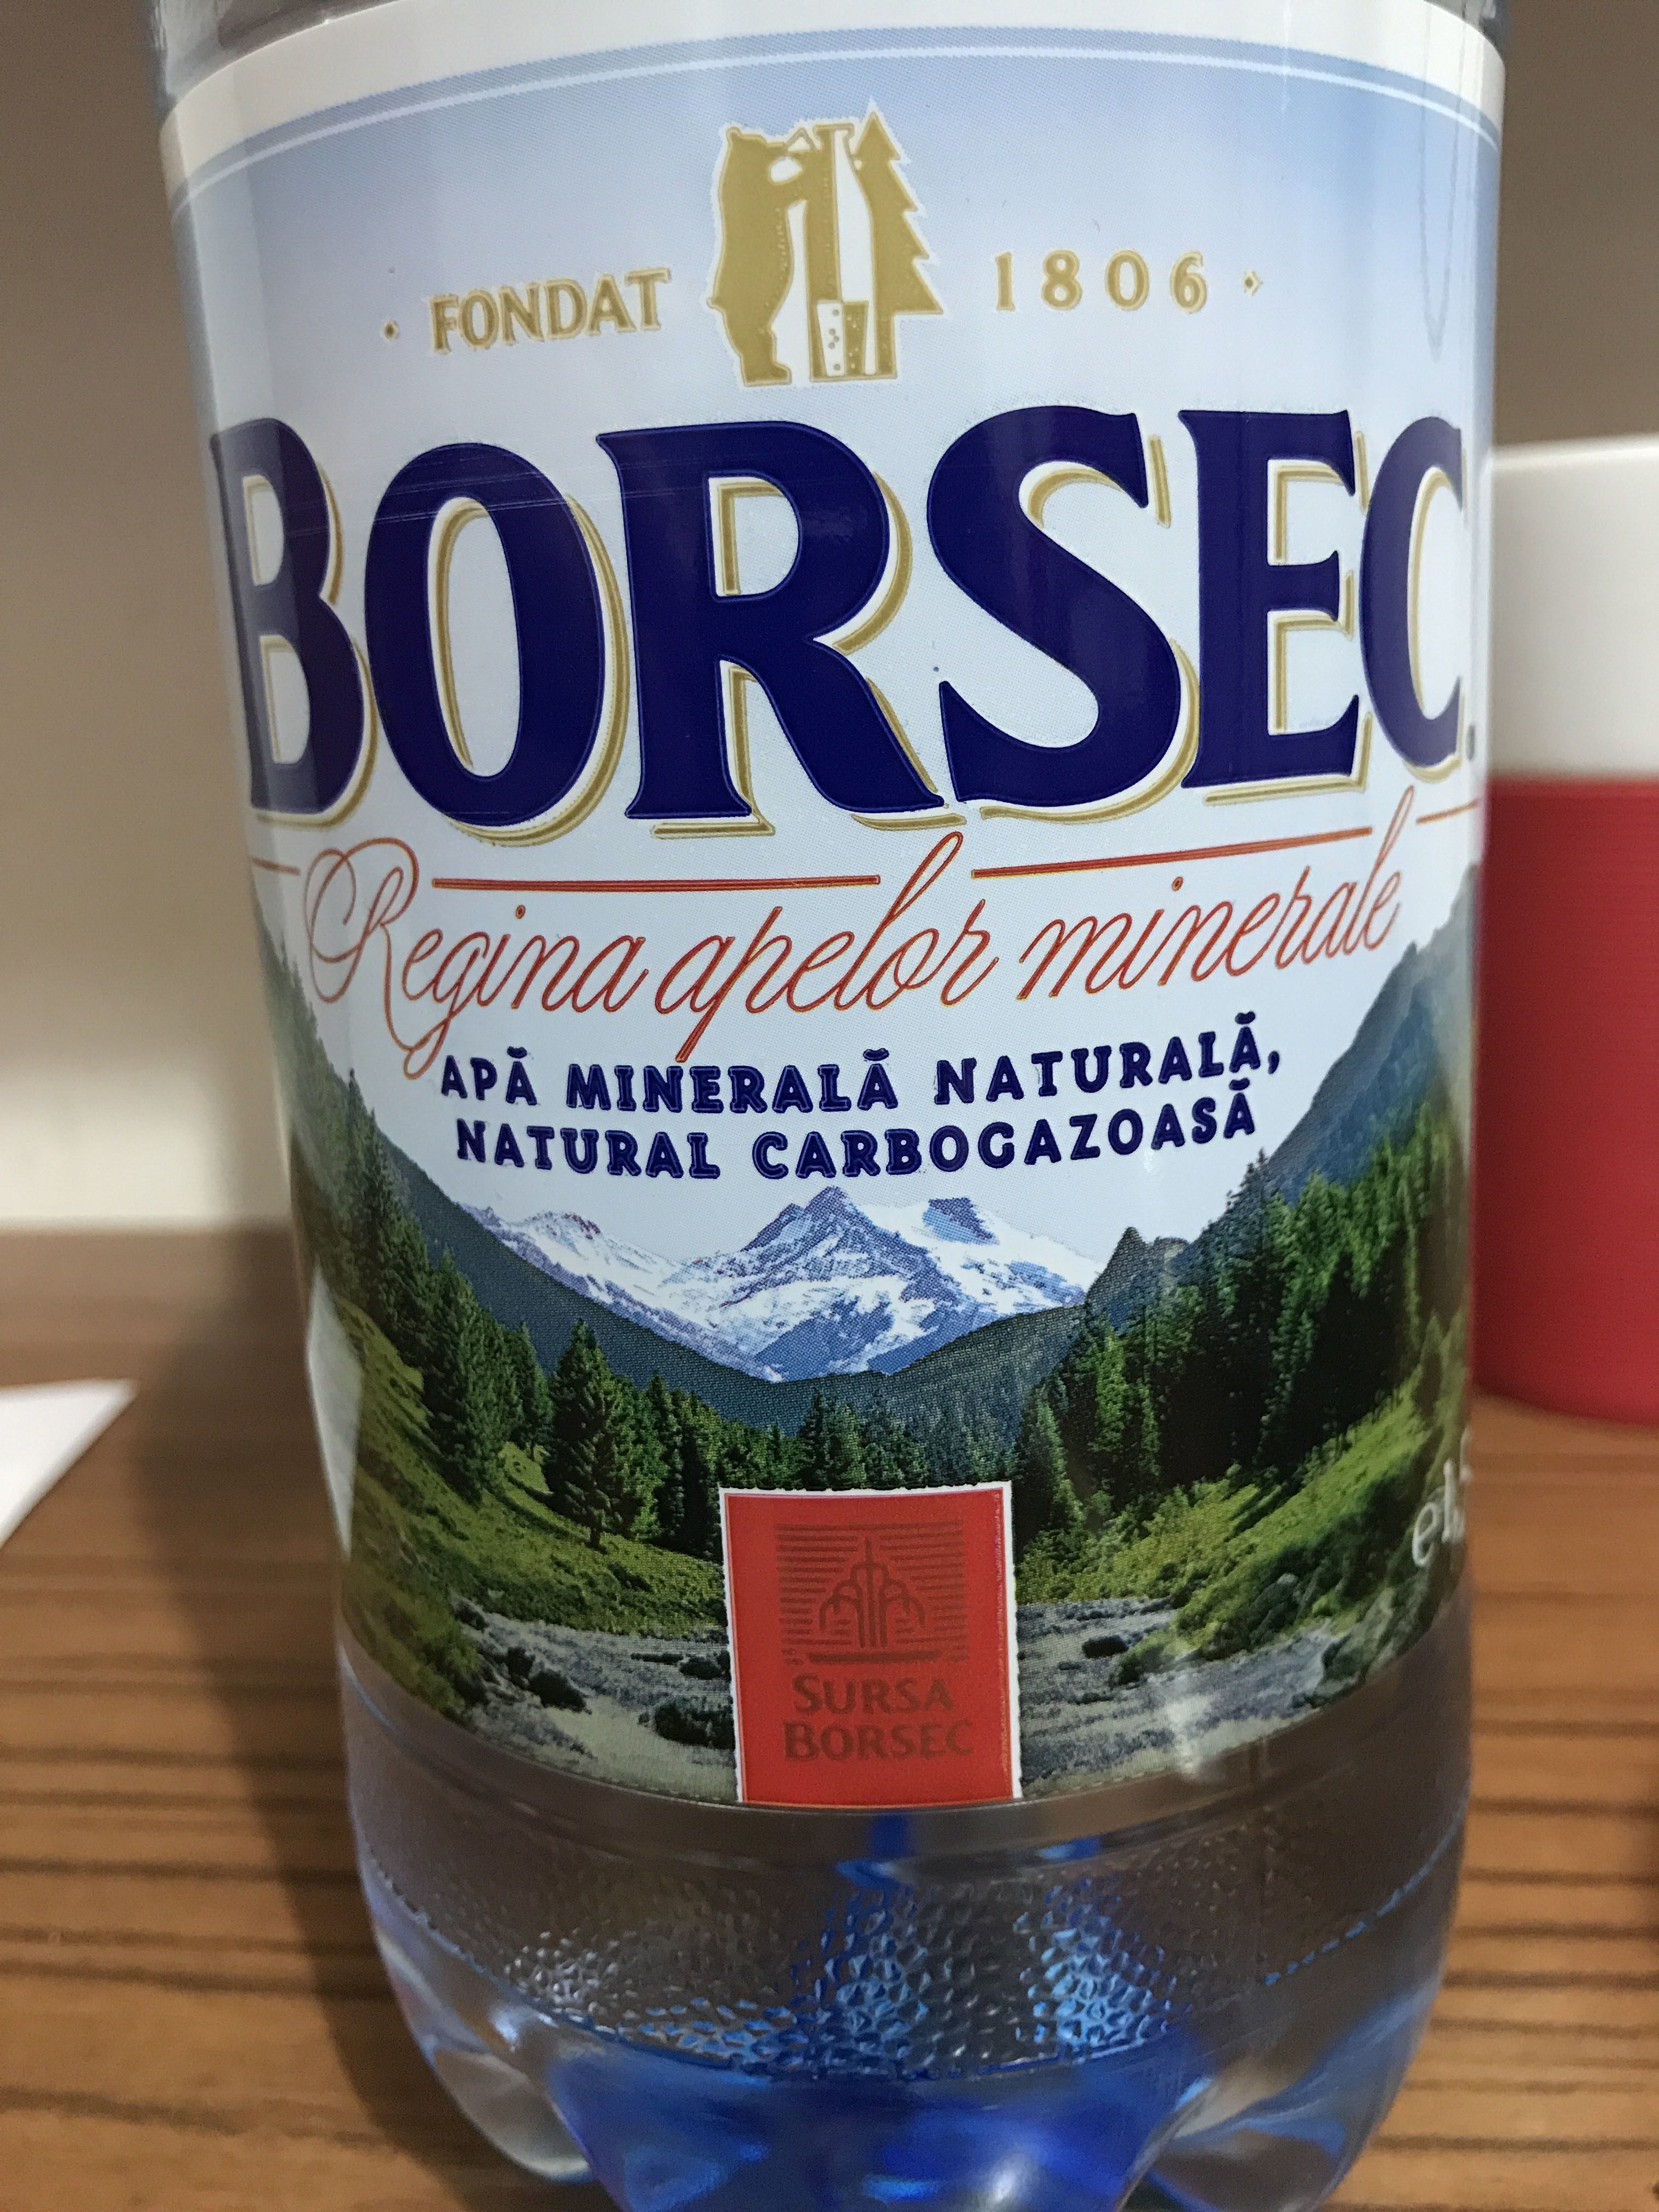 FONDAT 1806
BORSEC
Regina apelor minerale
APĂ MINERALĂ NATURALĂ,
NATURAL CARBOGAZOASĂ
SURSA
BORSEC